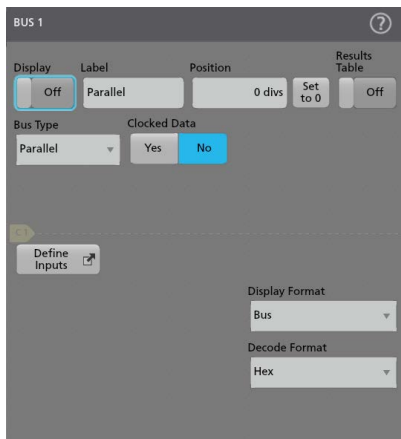 BUS 1
?
Display Label Position Results Table
Off Parallel 0 divs Set to 0 Off
Bus Type Clocked Data
Parallel Yes No
C1
Define Inputs
Display Format
Bus
Decode Format
Hex